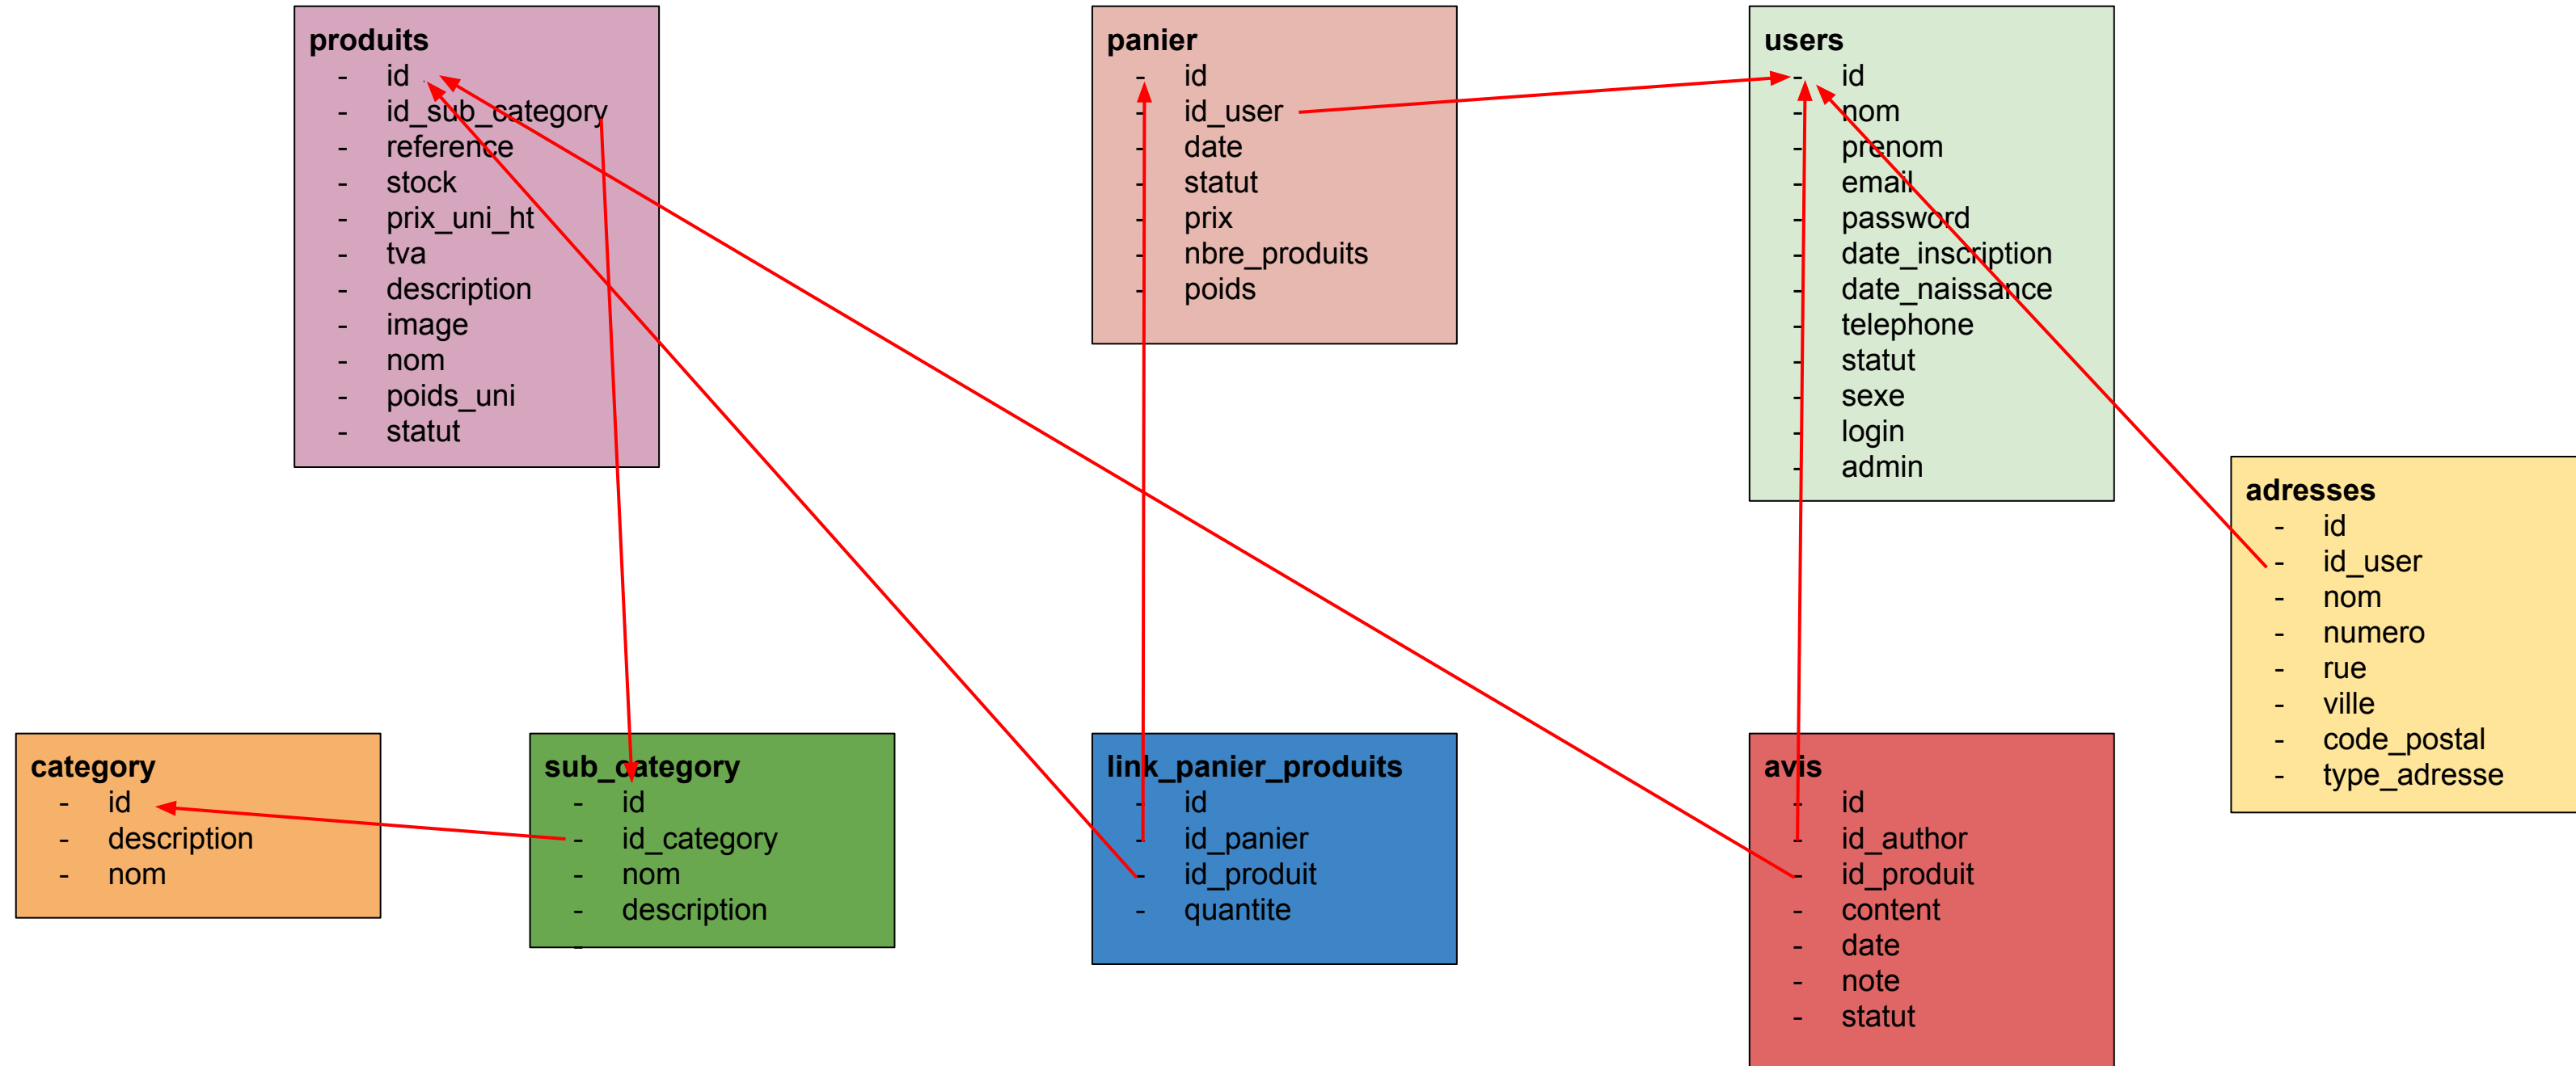 produits
- id
- id_sub_category
- reference
- stock
- prix_uni_ht
- tva
- description
- image
- nom
- poids_uni
- statut
panier
- id
- id_user
- date
- statut
- prix
- nbre_produits
- poids
users
- id
- nom
- prenom
- email
- password
- date_inscription
- date_naissance
- telephone
- statut
- sexe
- login
- admin
adresses
- id
- id_user
- nom
- numero
- rue
- ville
- code_postal
- type_adresse
category
- id
- description
- nom
sub_category
- id
- id_category
- nom
- description
-
link_panier_produits
- id
- id_panier
- id_produit
- quantite
avis
- id
- id_author
- id_produit
- content
- date
- note
- statut